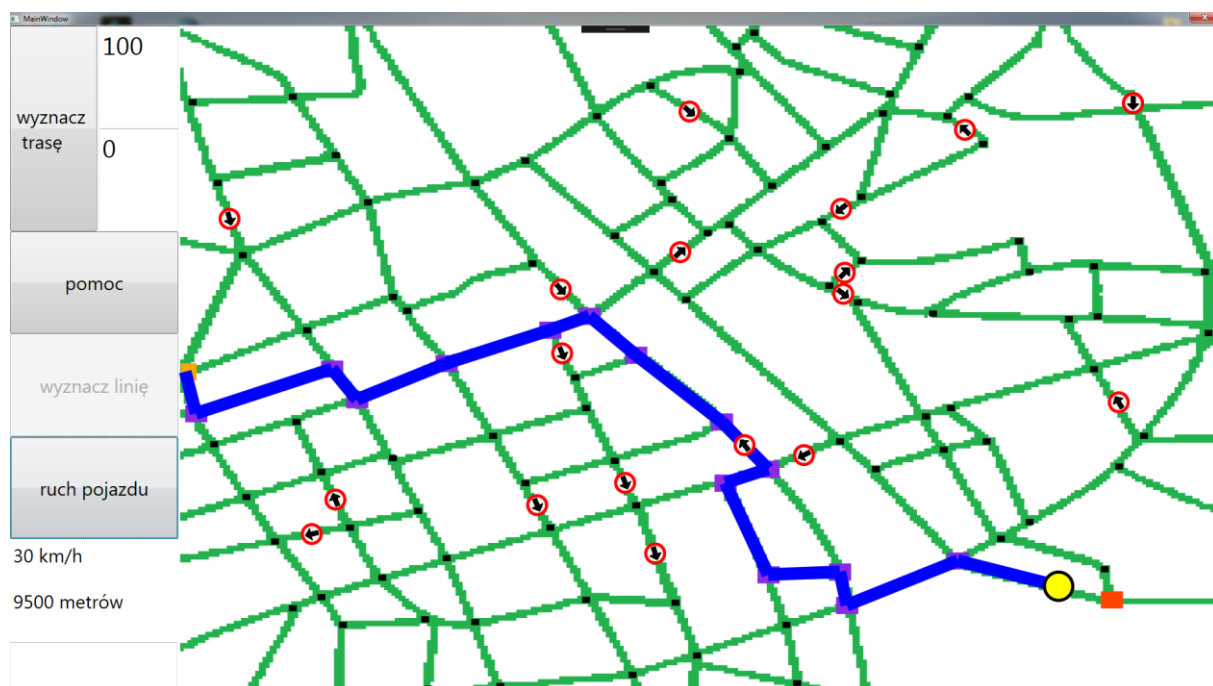 MainWindow
wyznacz
trasę
100
0
pomoc
wyznacz linię
ruch pojazdu
30 km/h
9500 metrów